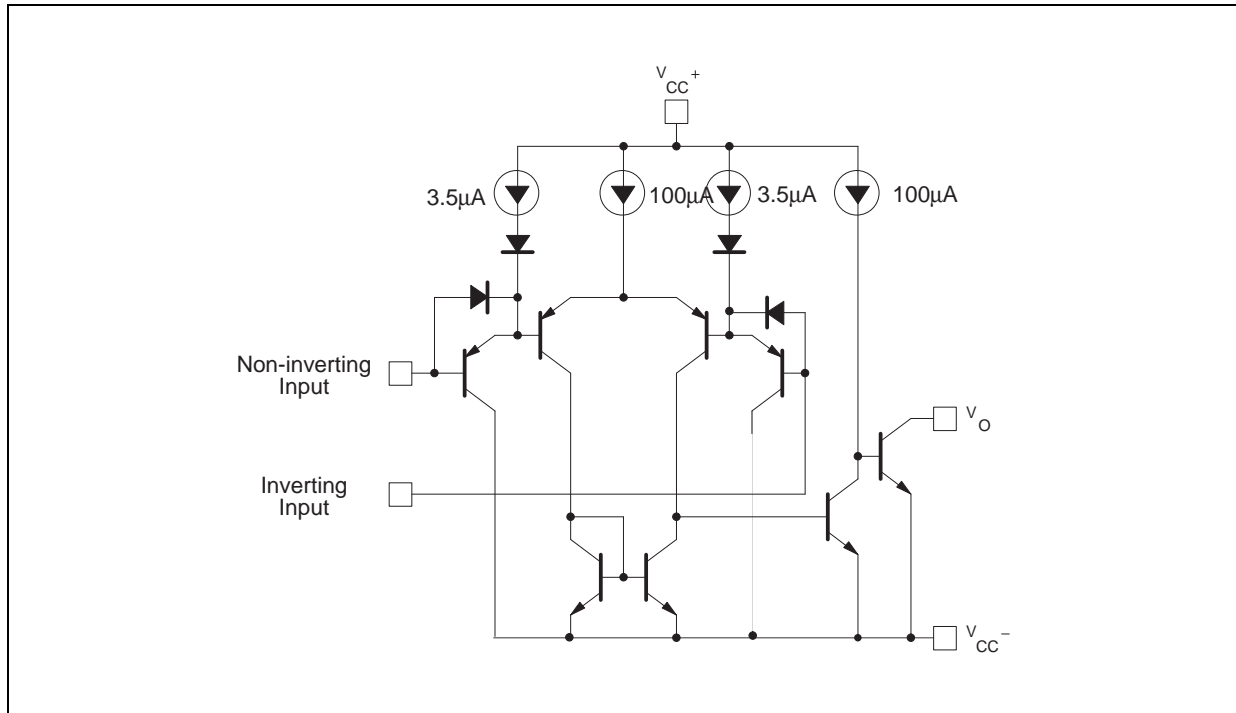 VCC+
3.5μA
100μA
3.5μA
100μA
Non-inverting
Input
VO
Inverting
Input
VCC−